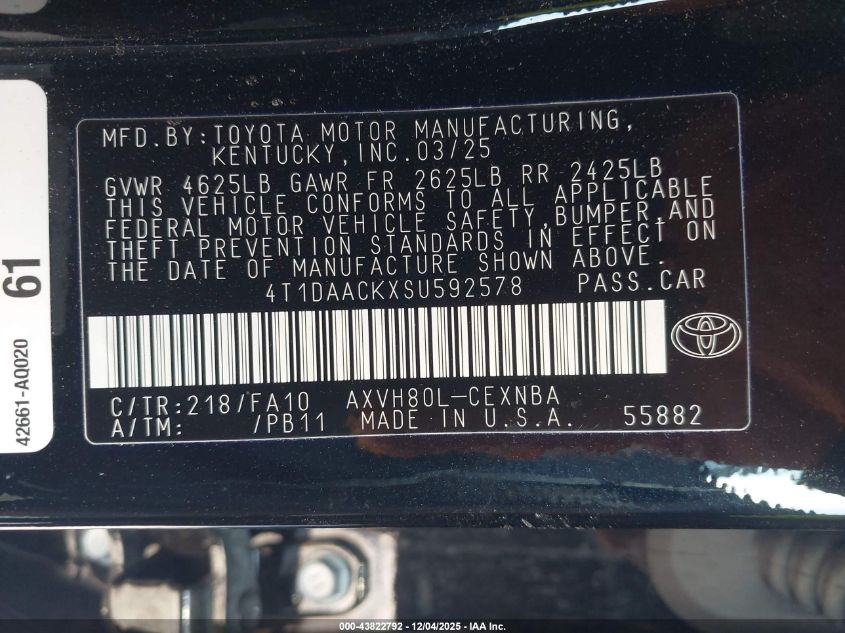 MFD.BY:TOYOTA MOTOR MANUFACTURING,
KENTUCKY,INC.03/25
GVWR 4625LB GAWR FR 2625LB RR 2425LB
THIS VEHICLE CONFORMS TO ALL APPLICABLE
FEDERAL MOTOR VEHICLE SAFETY,BUMPER,AND
THEFT PREVENTION STANDARDS IN EFFECT ON
THE DATE OF MANUFACTURE SHOWN ABOVE.
4T1DAACKXSU592578 PASS.CAR
C/TR:218/FA10 AXVH80L-CEXNBA
A/TM: /PB11 MADE IN U.S.A. 55882
42661-AQ020 61
000-43822792 - 12/04/2025 - IAA Inc.